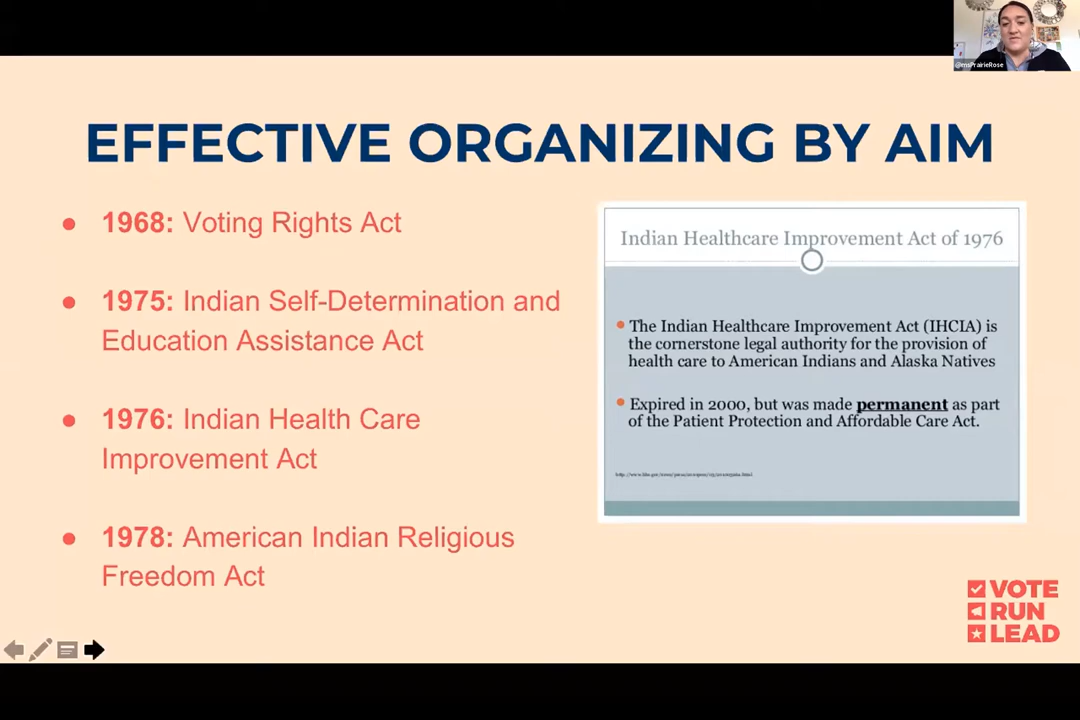 @msPrairieRose
EFFECTIVE ORGANIZING BY AIM
● 1968: Voting Rights Act
● 1975: Indian Self-Determination and
Education Assistance Act
● 1976: Indian Health Care
Improvement Act
● 1978: American Indian Religious
Freedom Act
Indian Healthcare Improvement Act of 1976
The Indian Healthcare Improvement Act (IHCIA) is
the cornerstone legal authority for the provision of
health care to American Indians and Alaska Natives
Expired in 2000, but was made permanent as part
of the Patient Protection and Affordable Care Act.
VOTE
RUN
LEAD